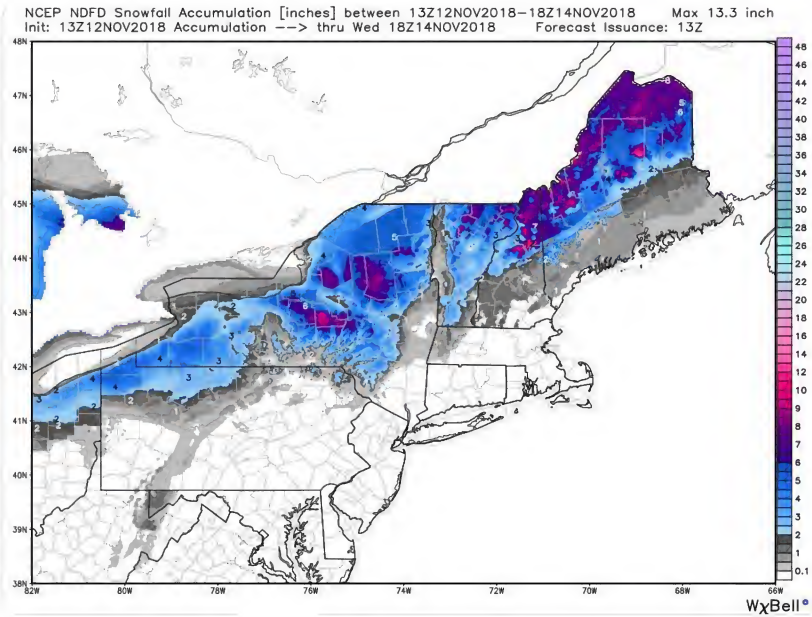 NCEP NDFD Snowfall Accumulation [inches] between 13Z12NOV2018-18Z14NOV2018 Max 13.3 inch
Init: 13Z12NOV2018 Accumulation --> thru Wed 18Z14NOV2018 Forecast Issuance: 13Z
48N
47N
46N
45N
44N
43N
42N
41N
40N
39N
38N
82W 80W 78W 76W 74W 72W 70W 68W 66W
48
46
44
42
40
38
36
34
32
30
28
26
24
22
20
18
16
14
12
10
9
8
7
6
5
4
3
2
1
0.1
WχBell